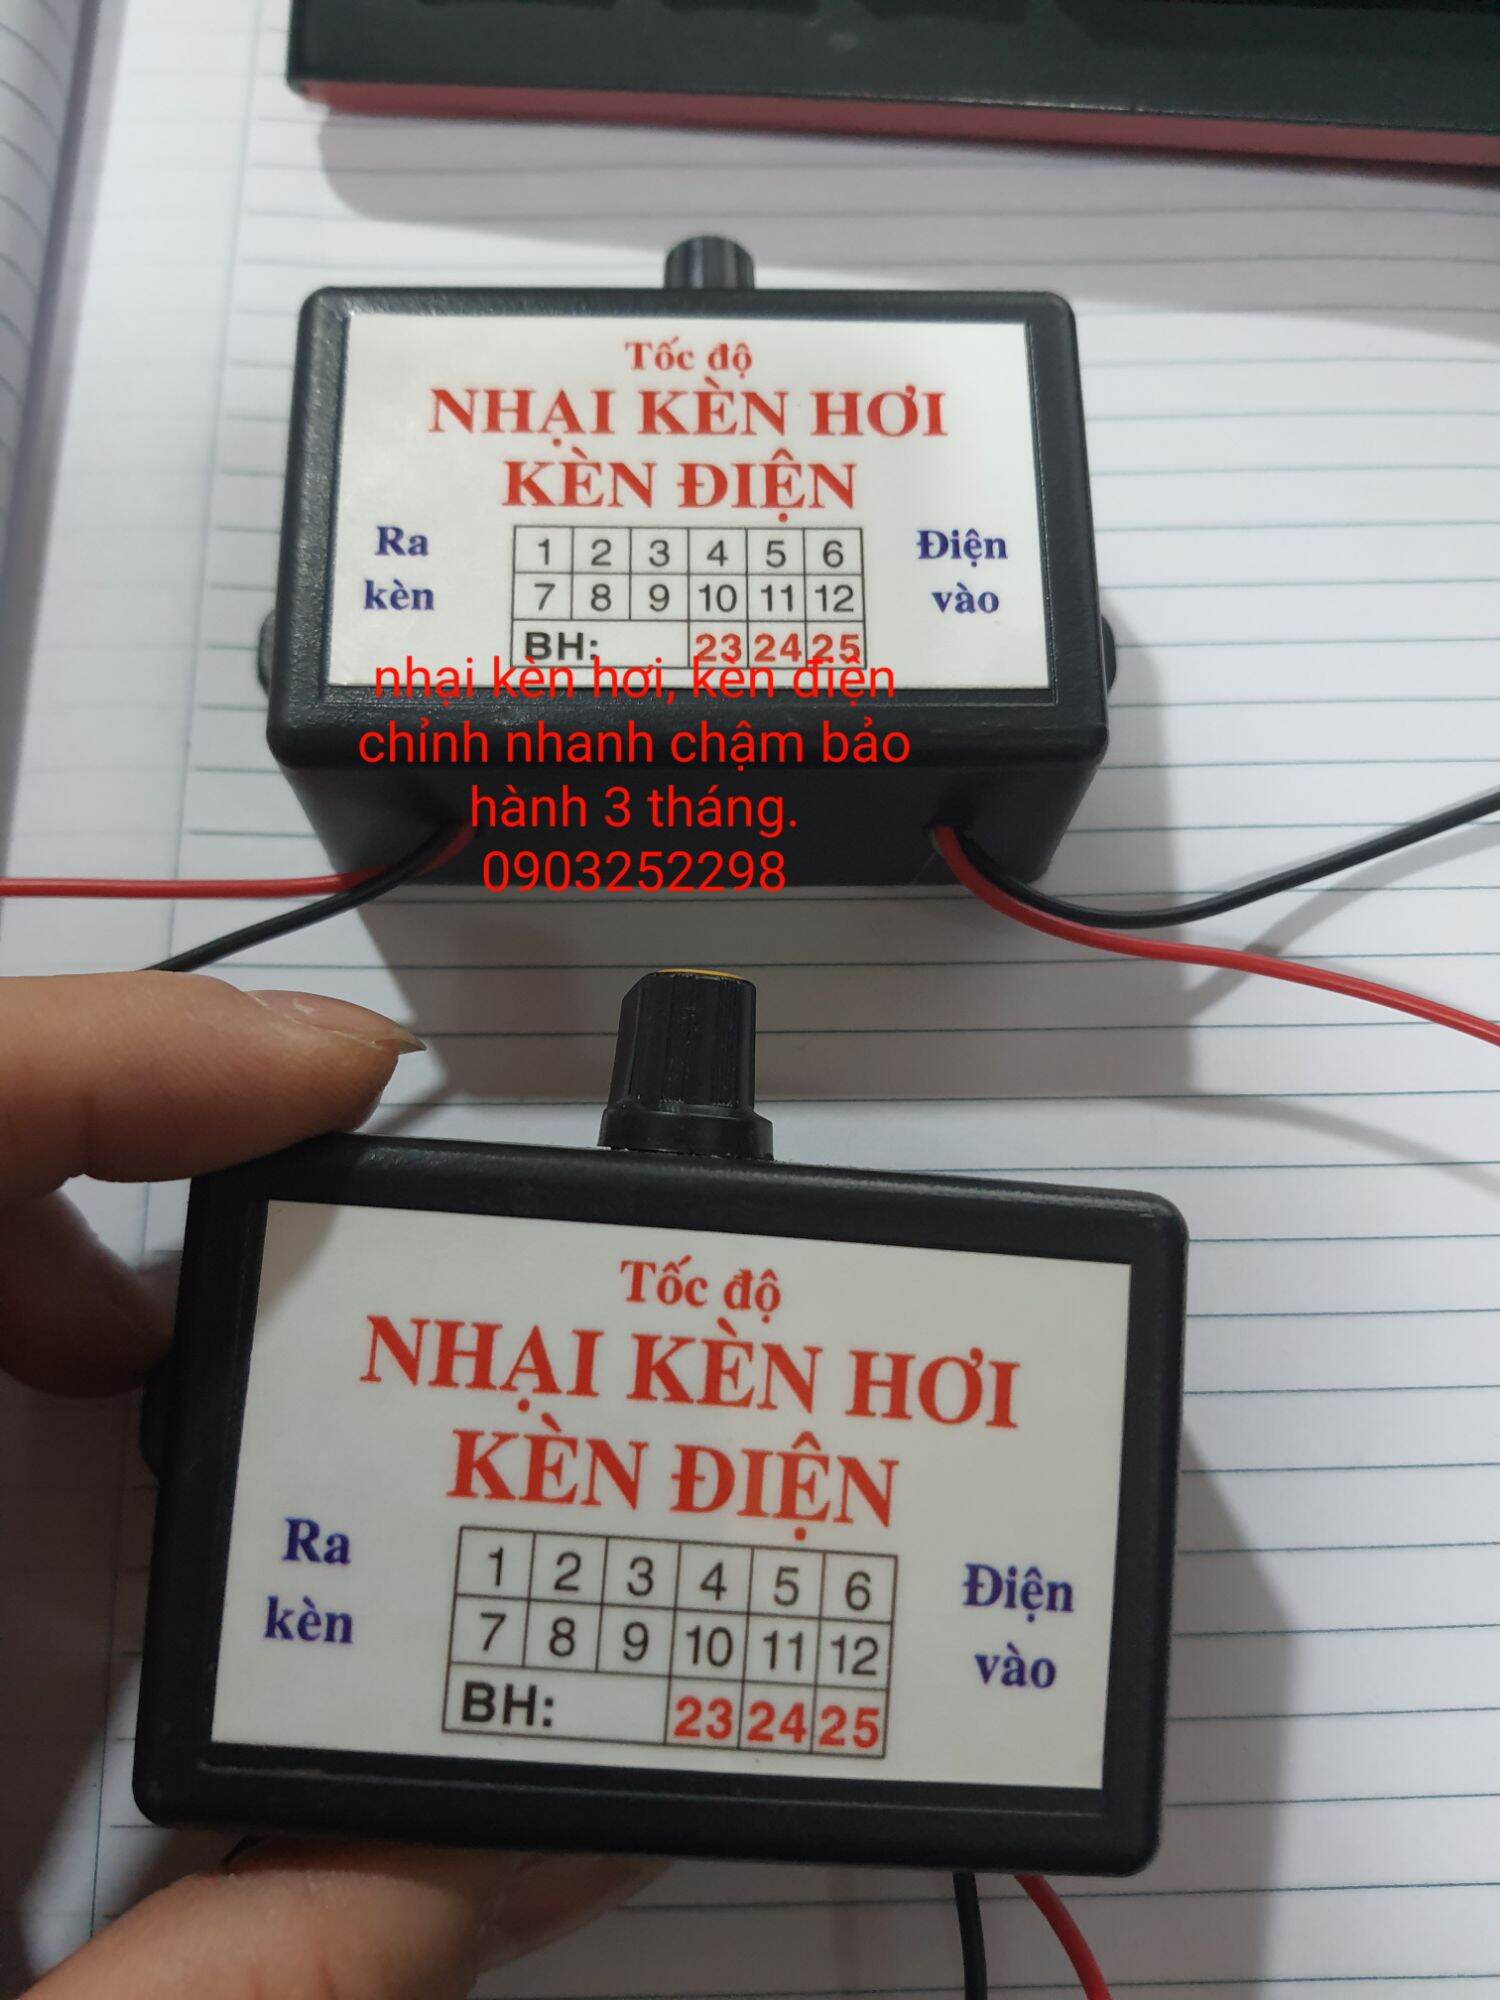 Tốc độ
NHẠI KÈN HƠI
KÈN ĐIỆN
Ra
kèn
1 2 3 4 5 6
7 8 9 10 11 12
BH: 23 24 25
Điện
vào
nhại kèn hơi, kèn điện
chỉnh nhanh chậm bảo
hành 3 tháng.
0903252298
Tốc độ
NHẠI KÈN HƠI
KÈN ĐIỆN
Ra
kèn
1 2 3 4 5 6
7 8 9 10 11 12
BH: 23 24 25
Điện
vào